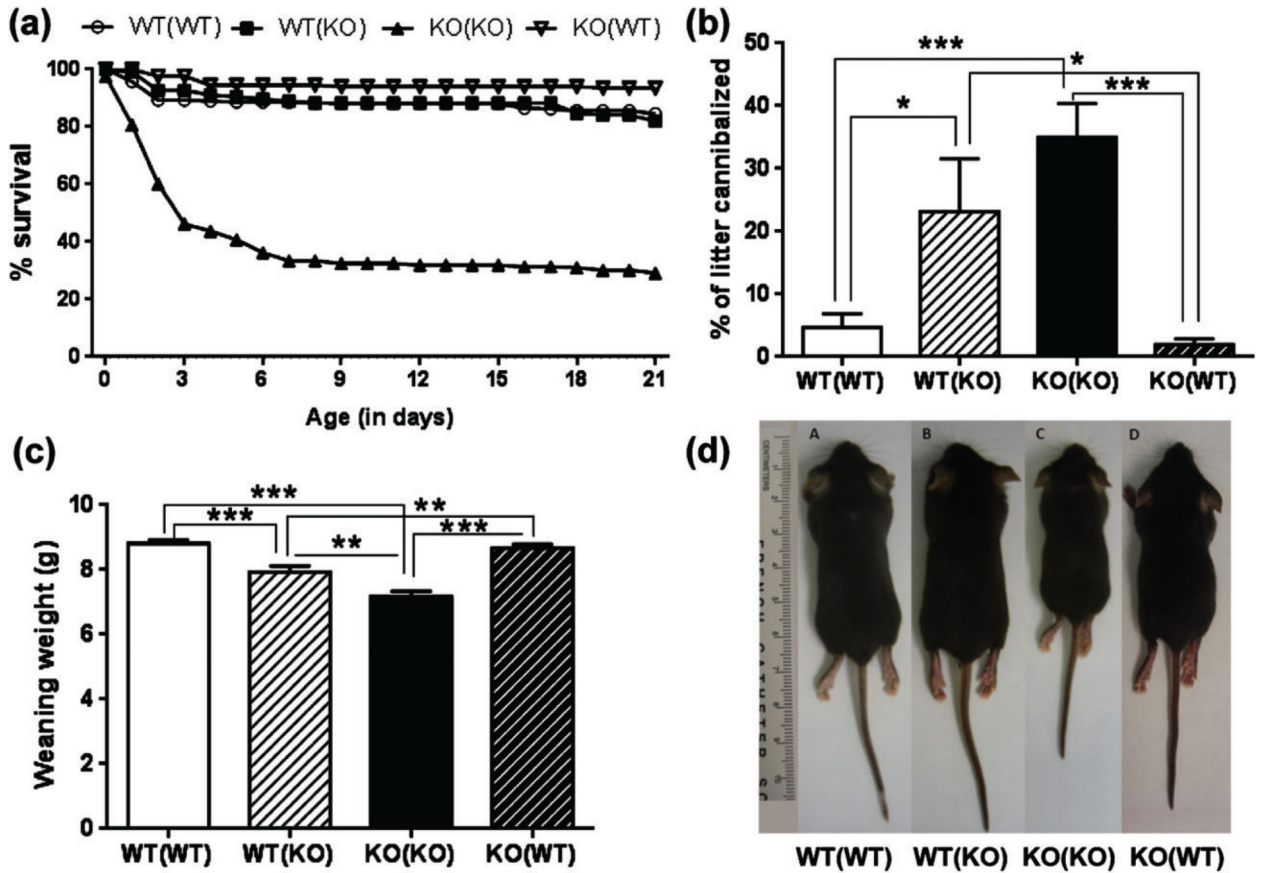 (a) WT(WT) WT(KO) KO(KO) KO(WT)
100
80
60
40
20
0
% survival
0 3 6 9 12 15 18 21
Age (in days)
(b)
50
40
30
20
10
0
% of litter cannibalized
***
*
*
***
WT(WT) WT(KO) KO(KO) KO(WT)
(c)
10
8
6
4
2
0
Weaning weight (g)
***
**
***
***
**
WT(WT) WT(KO) KO(KO) KO(WT)
(d)
A B C D
CENTIMETERS
FRENCH CATHETER SC
WT(WT) WT(KO) KO(KO) KO(WT)